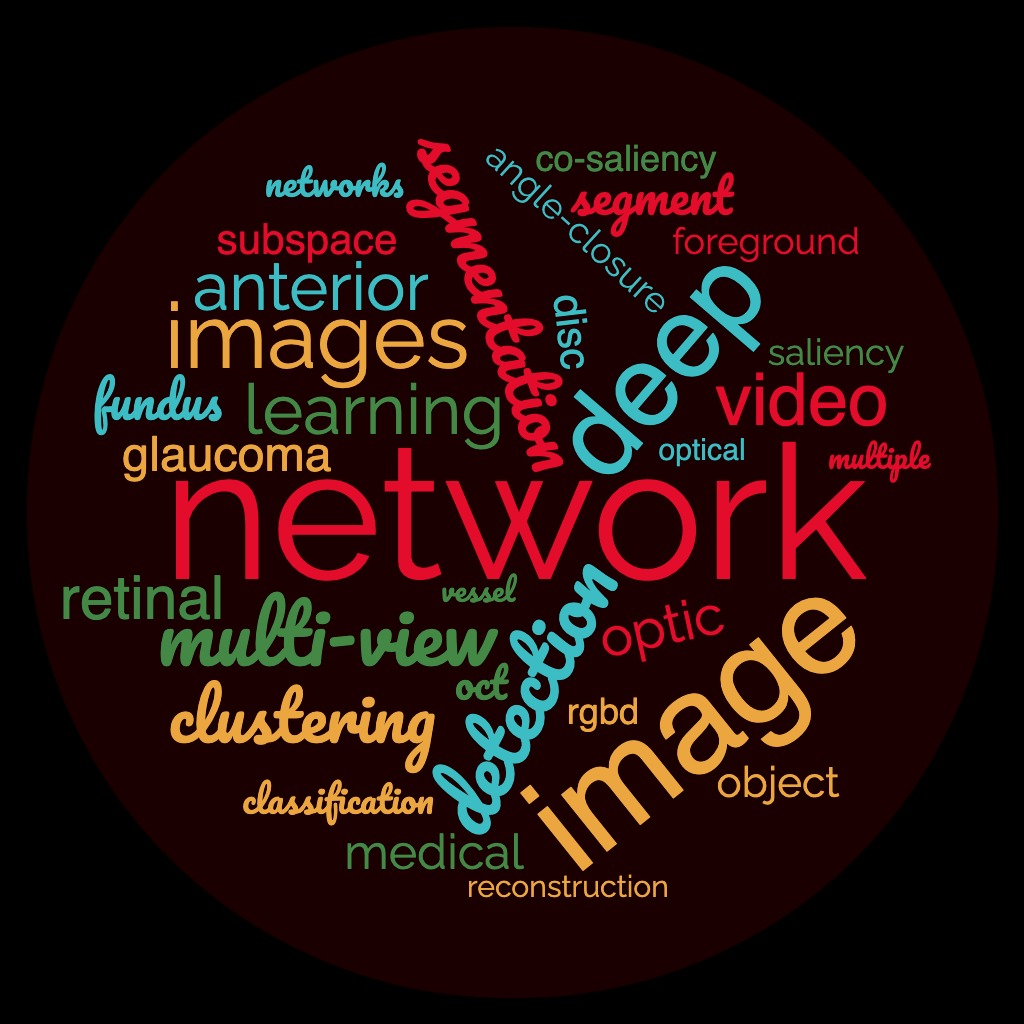 segmentation
angle-closure
co-saliency
networks
segment
subspace
foreground
anterior
deep
images
disc
saliency
fundus
learning
video
glaucoma
optical
multiple
network
retinal
vessel
multi-view
detection
optic
image
oct
clustering
rgbd
object
classification
medical
reconstruction